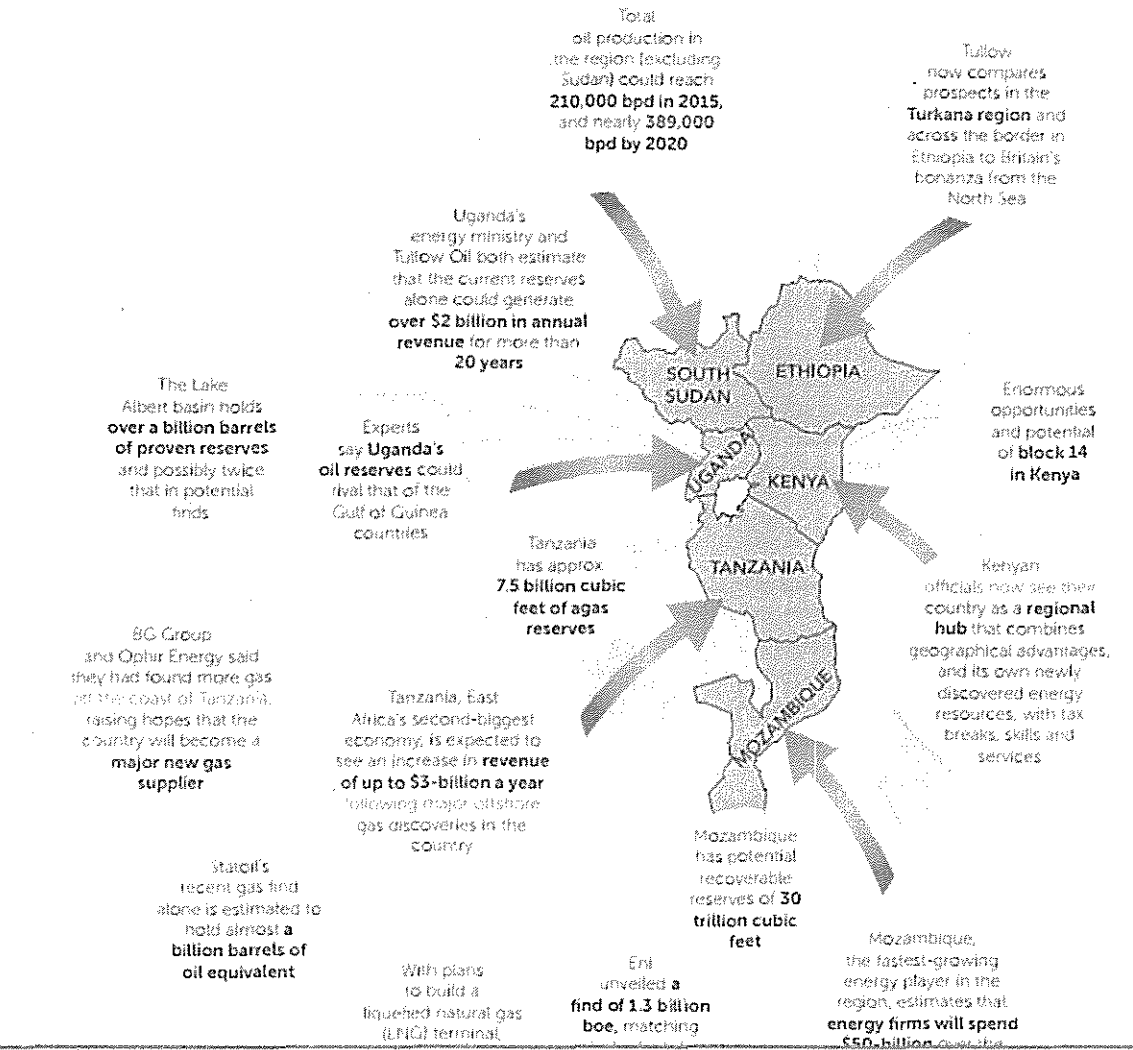 Total
oil production in
the region (excluding
Sudan) could reach
210,000 bpd in 2015,
and nearly 389,000
bpd by 2020
Tullow
now compares
prospects in the
Turkana region and
across the border in
Ethiopia to Britain's
bonanza from the
North Sea
Uganda's
energy ministry and
Tullow Oil both estimate
that the current reserves
alone could generate
over $2 billion in annual
revenue for more than
20 years
The Lake
Albert basin holds
over a billion barrels
of proven reserves
and possibly twice
that in potential
finds
Experts
say Uganda's
oil reserves could
rival that of the
Gulf of Guinea
countries
SOUTH
SUDAN
ETHIOPIA
UGANDA
KENYA
TANZANIA
MOZAMBIQUE
Enormous
opportunities
and potential
of block 14
in Kenya
Tanzania
has approx
7.5 billion cubic
feet of agas
reserves
Kenyan
officials now see their
country as a regional
hub that combines
geographical advantages,
and its own newly
discovered energy
resources, with tax
breaks, skills and
services
BG Group
and Ophir Energy said
they had found more gas
off the coast of Tanzania,
raising hopes that the
country will become a
major new gas
supplier
Tanzania, East
Africa's second-biggest
economy, is expected to
see an increase in revenue
of up to $3-billion a year
following major offshore
gas discoveries in the
country
Mozambique
has potential
recoverable
reserves of 30
trillion cubic
feet
Statoil's
recent gas find
alone is estimated to
hold almost a
billion barrels of
oil equivalent
With plans
to build a
liquefied natural gas
(LNG) terminal,
Eni
unveiled a
find of 1.3 billion
boe, matching
Mozambique,
the fastest-growing
energy player in the
region, estimates that
energy firms will spend
$50-billion over the